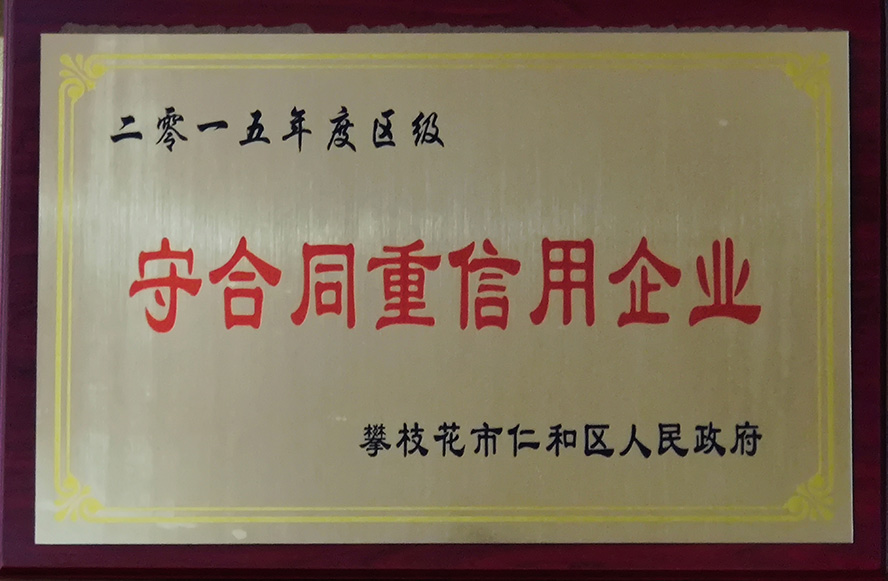 二零一五年度区级
守合同重信用企业
攀枝花市仁和区人民政府